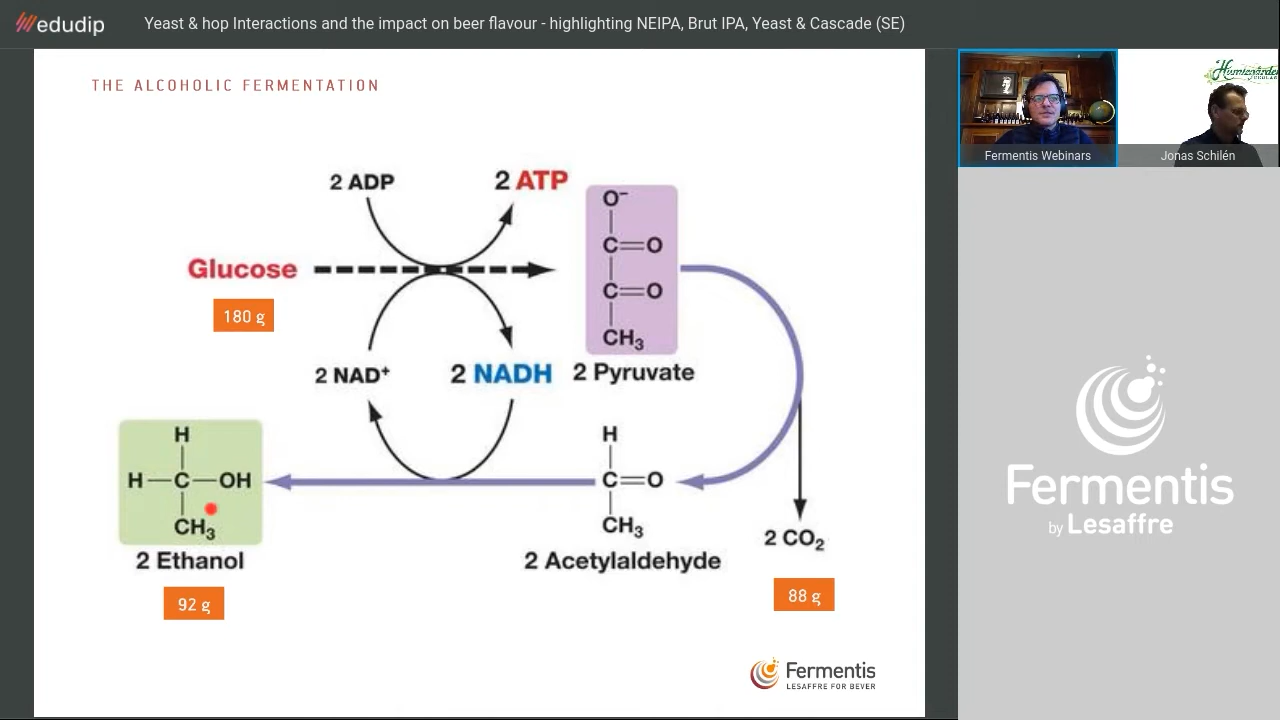 edudip
Yeast & hop Interactions and the impact on beer flavour - highlighting NEIPA, Brut IPA, Yeast & Cascade (SE)
THE ALCOHOLIC FERMENTATION
2 ADP
2 ATP
O⁻
C=O
C=O
CH₃
Glucose
180 g
2 NAD⁺
2 NADH
2 Pyruvate
H
H—C—OH
CH₃
2 Ethanol
92 g
H
C=O
CH₃
2 Acetylaldehyde
2 CO₂
88 g
Fermentis
LESAFFRE FOR BEVER
Fermentis Webinars
Jonas Schilén
Fermentis
by Lesaffre